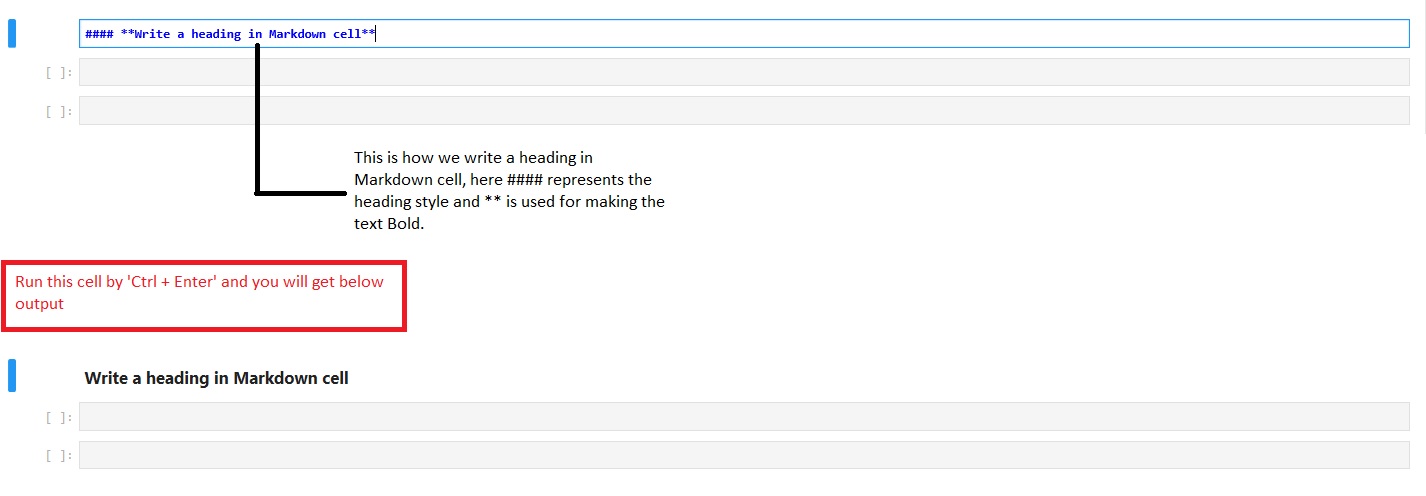 #### **Write a heading in Markdown cell**
[ ]:
[ ]:
This is how we write a heading in
Markdown cell, here #### represents the
heading style and ** is used for making the
text Bold.
Run this cell by 'Ctrl + Enter' and you will get below
output
Write a heading in Markdown cell
[ ]:
[ ]: